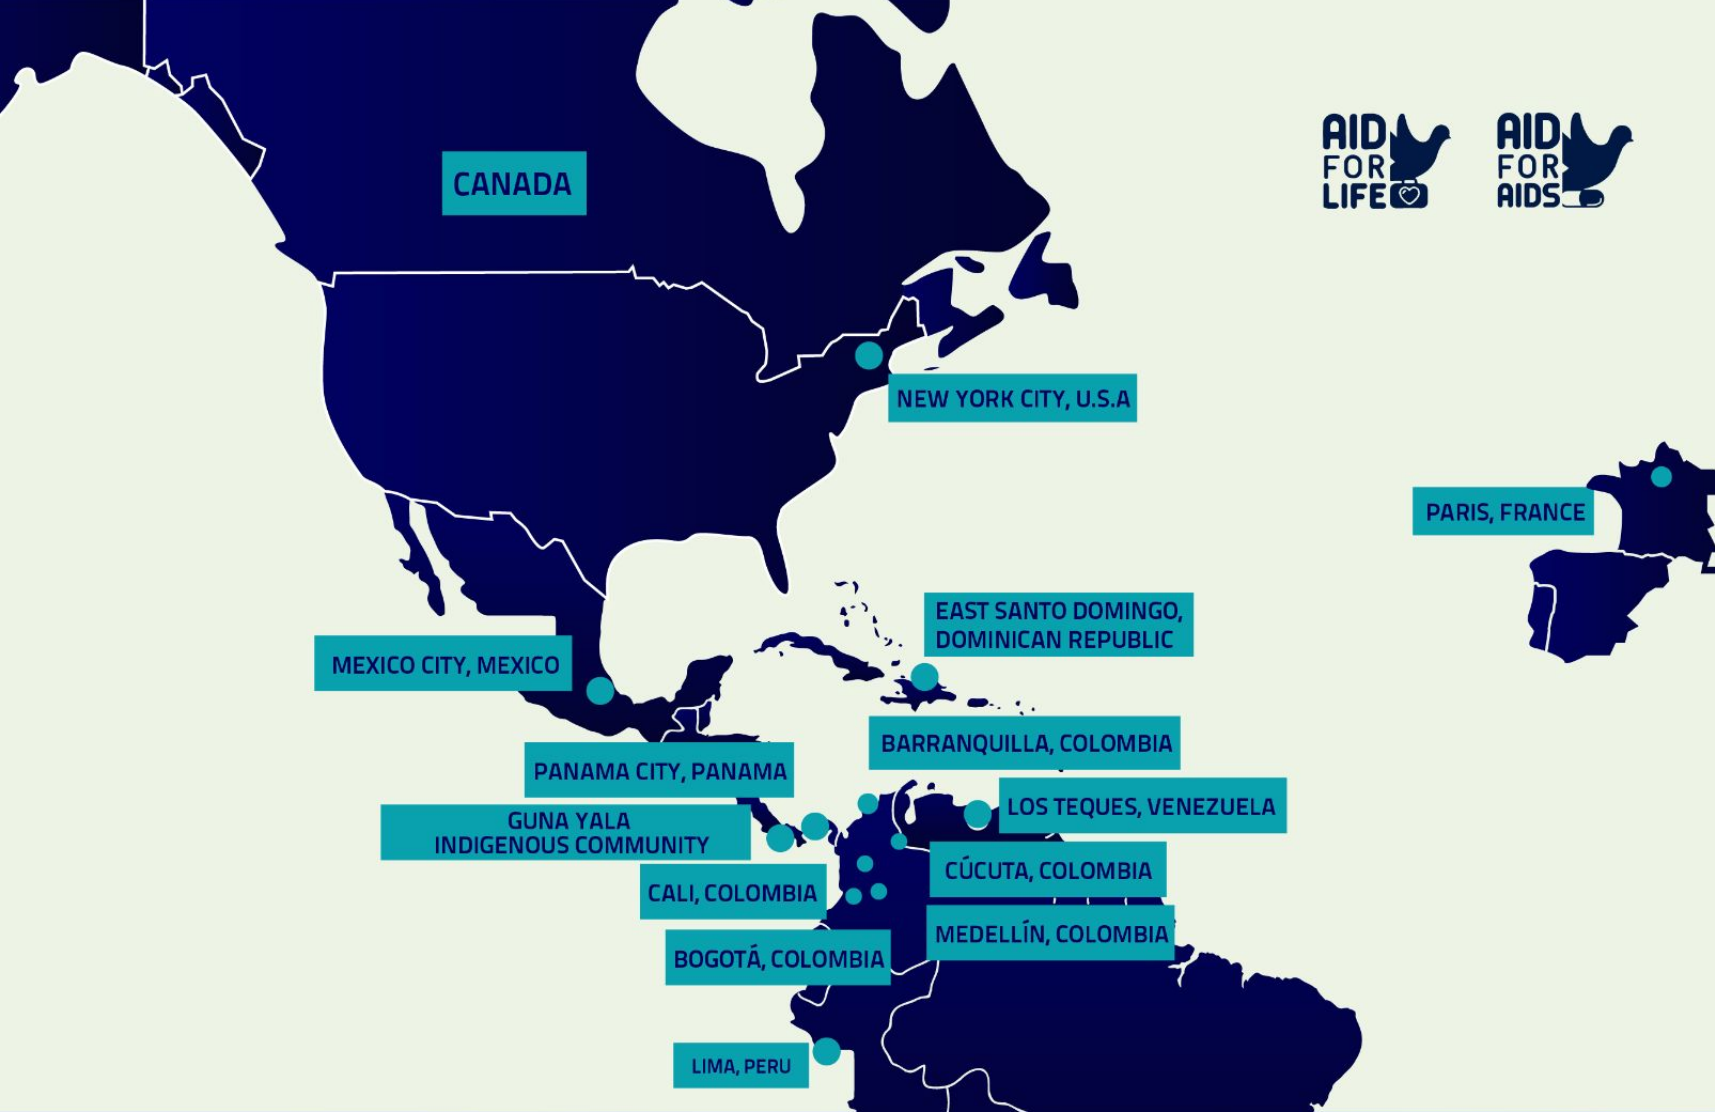 CANADA
AID
FOR
LIFE
AID
FOR
AIDS
NEW YORK CITY, U.S.A
PARIS, FRANCE
EAST SANTO DOMINGO,
DOMINICAN REPUBLIC
MEXICO CITY, MEXICO
BARRANQUILLA, COLOMBIA
PANAMA CITY, PANAMA
LOS TEQUES, VENEZUELA
GUNA YALA
INDIGENOUS COMMUNITY
CÚCUTA, COLOMBIA
CALI, COLOMBIA
MEDELLÍN, COLOMBIA
BOGOTÁ, COLOMBIA
LIMA, PERU